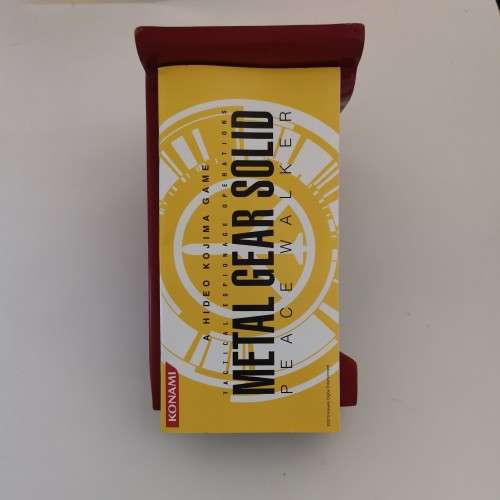 A HIDEO KOJIMA GAME
TACTICAL ESPIONAGE OPERATIONS
METAL GEAR SOLID
PEACE WALKER
KONAMI